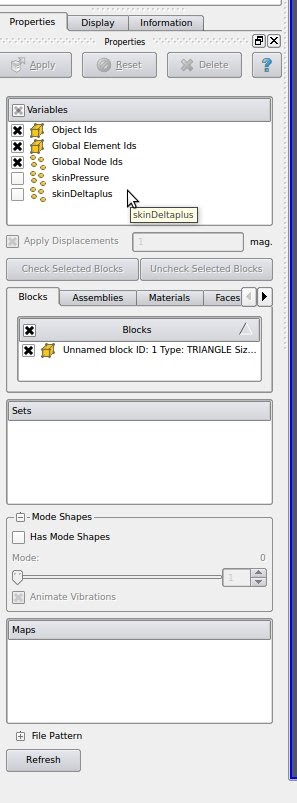 Properties Display Information
Properties
Apply Reset Delete ?
Variables
Object Ids
Global Element Ids
Global Node Ids
skinPressure
skinDeltaplus
skinDeltaplus
Apply Displacements 1 mag.
Check Selected Blocks Uncheck Selected Blocks
Blocks Assemblies Materials Faces
Blocks
Unnamed block ID: 1 Type: TRIANGLE Siz...
Sets
Mode Shapes
Has Mode Shapes
Mode: 0
1
Animate Vibrations
Maps
File Pattern
Refresh